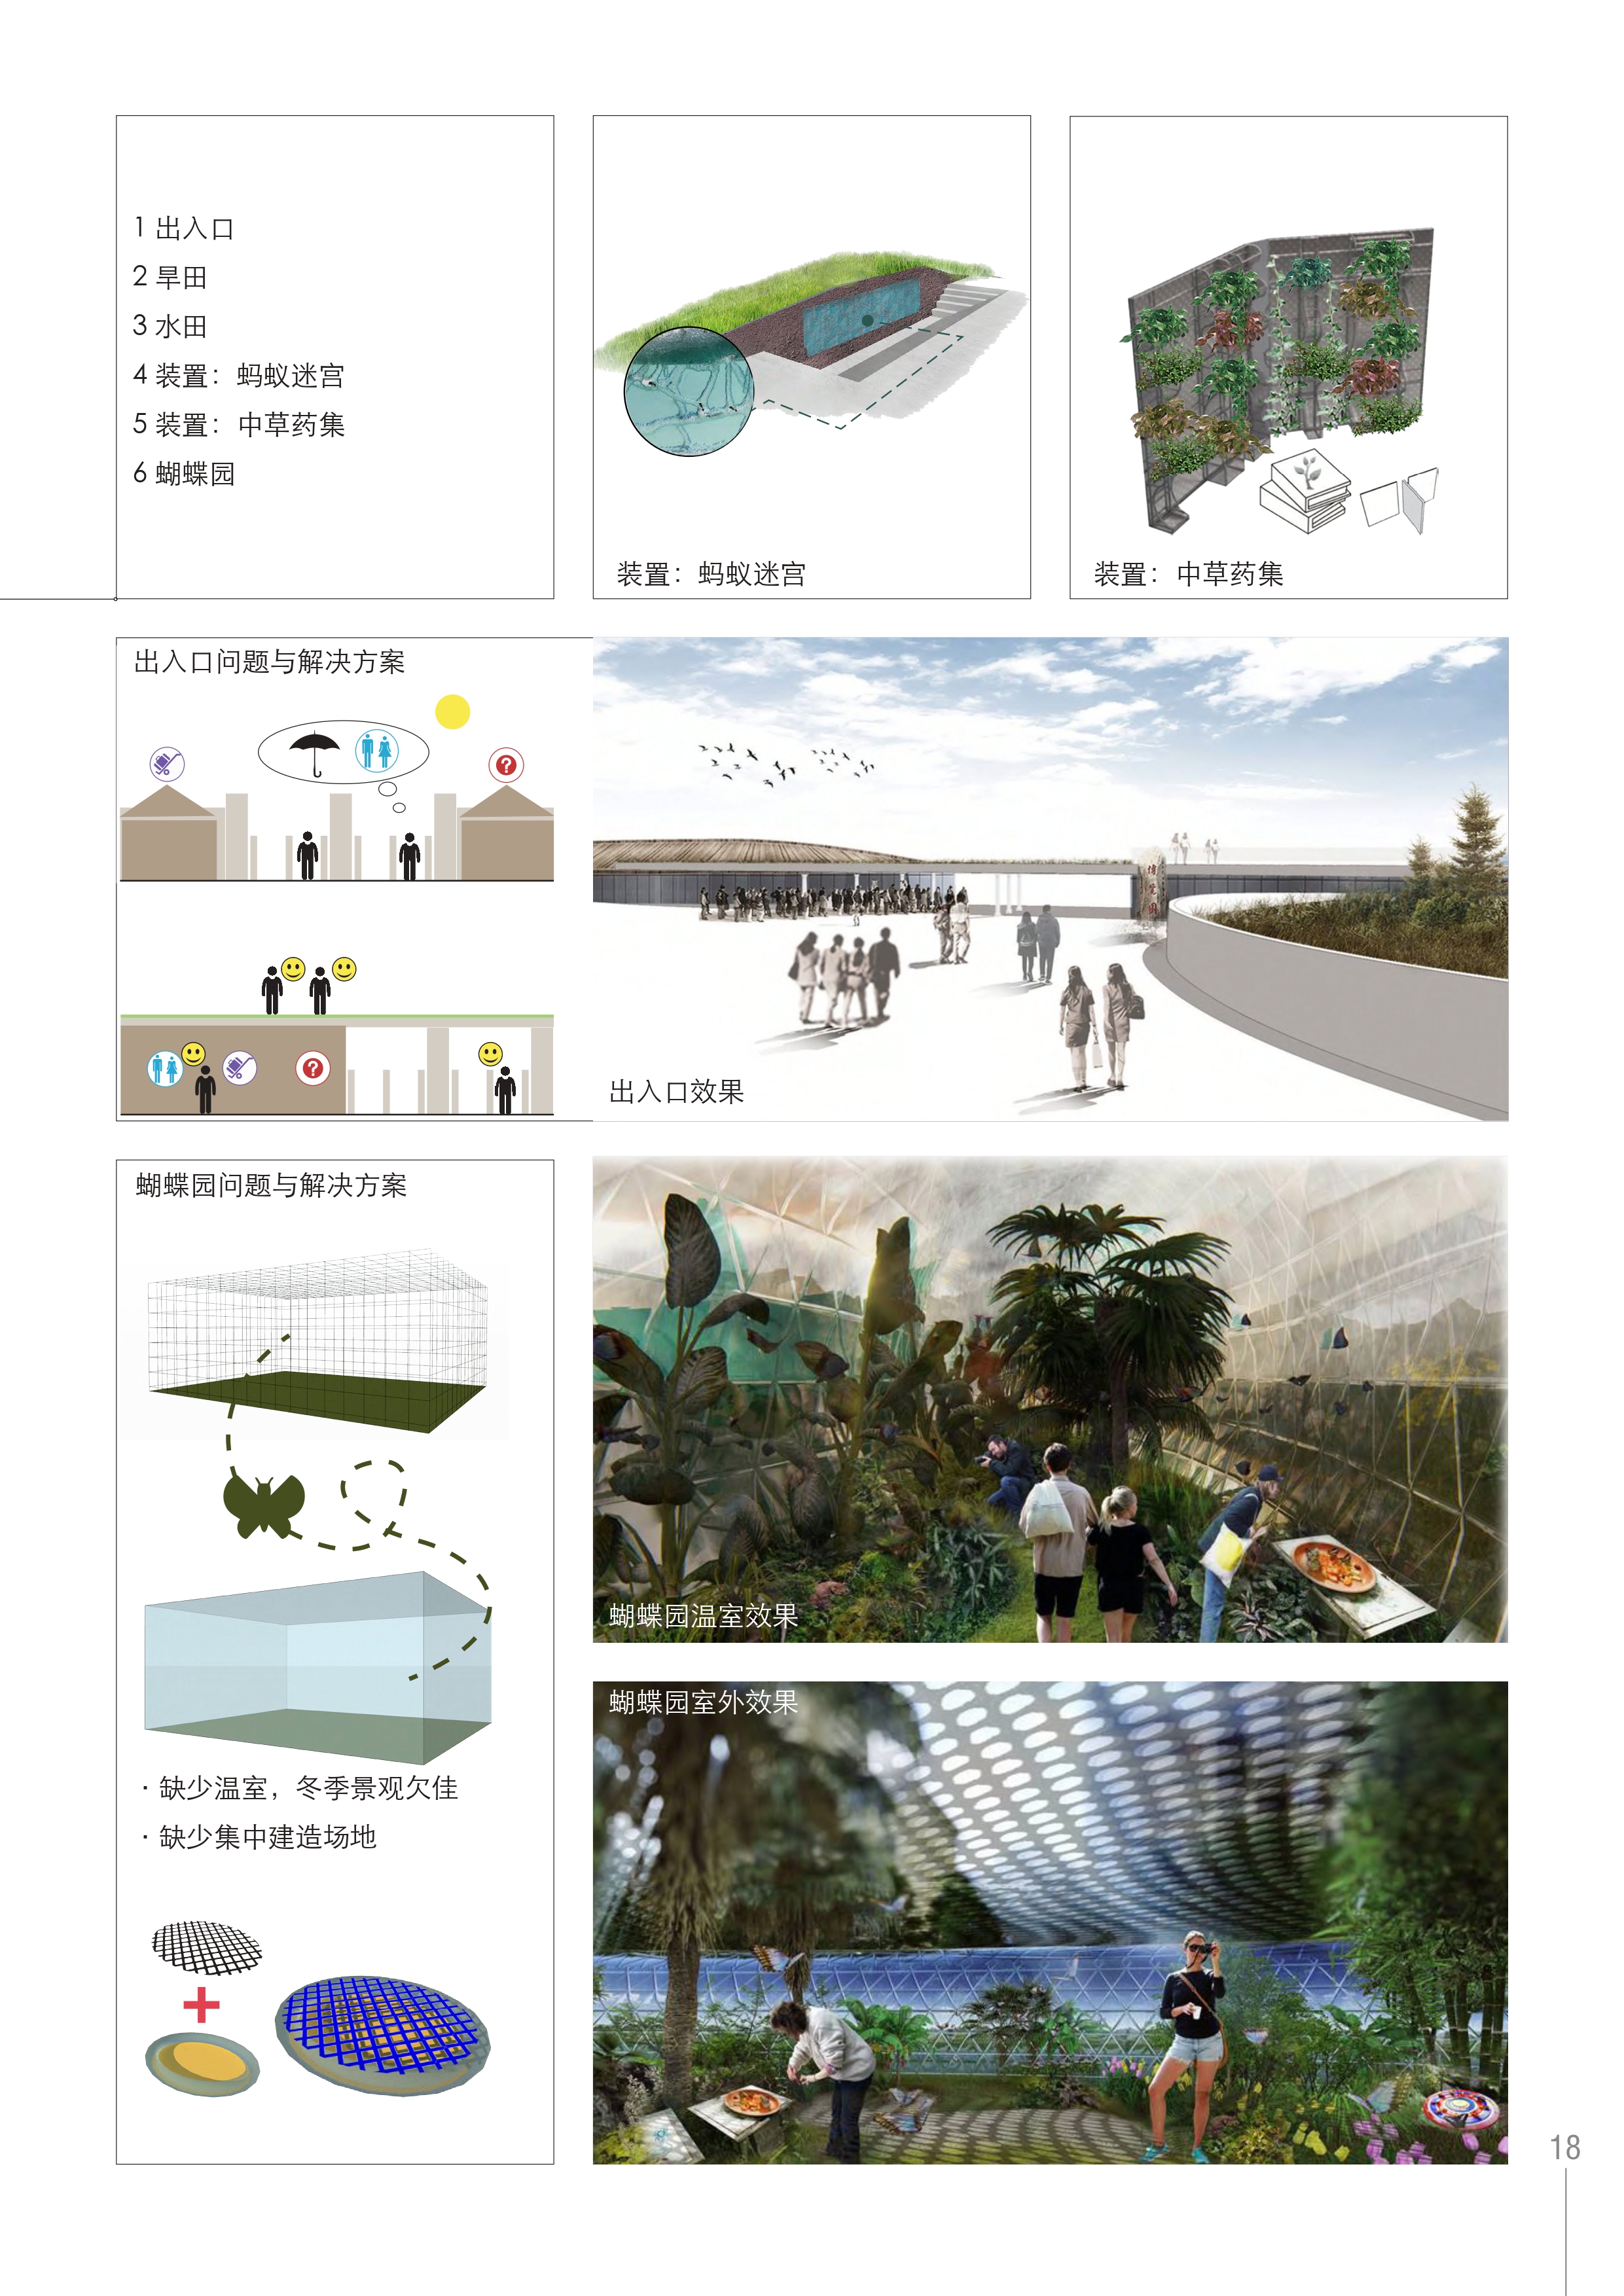 1 出入口
2 旱田
3 水田
4 装置：蚂蚁迷宫
5 装置：中草药集
6 蝴蝶园
装置：蚂蚁迷宫
装置：中草药集
出入口问题与解决方案
?
?
博览园
出入口效果
蝴蝶园问题与解决方案
· 缺少温室，冬季景观欠佳
· 缺少集中建造场地
蝴蝶园温室效果
蝴蝶园室外效果
18